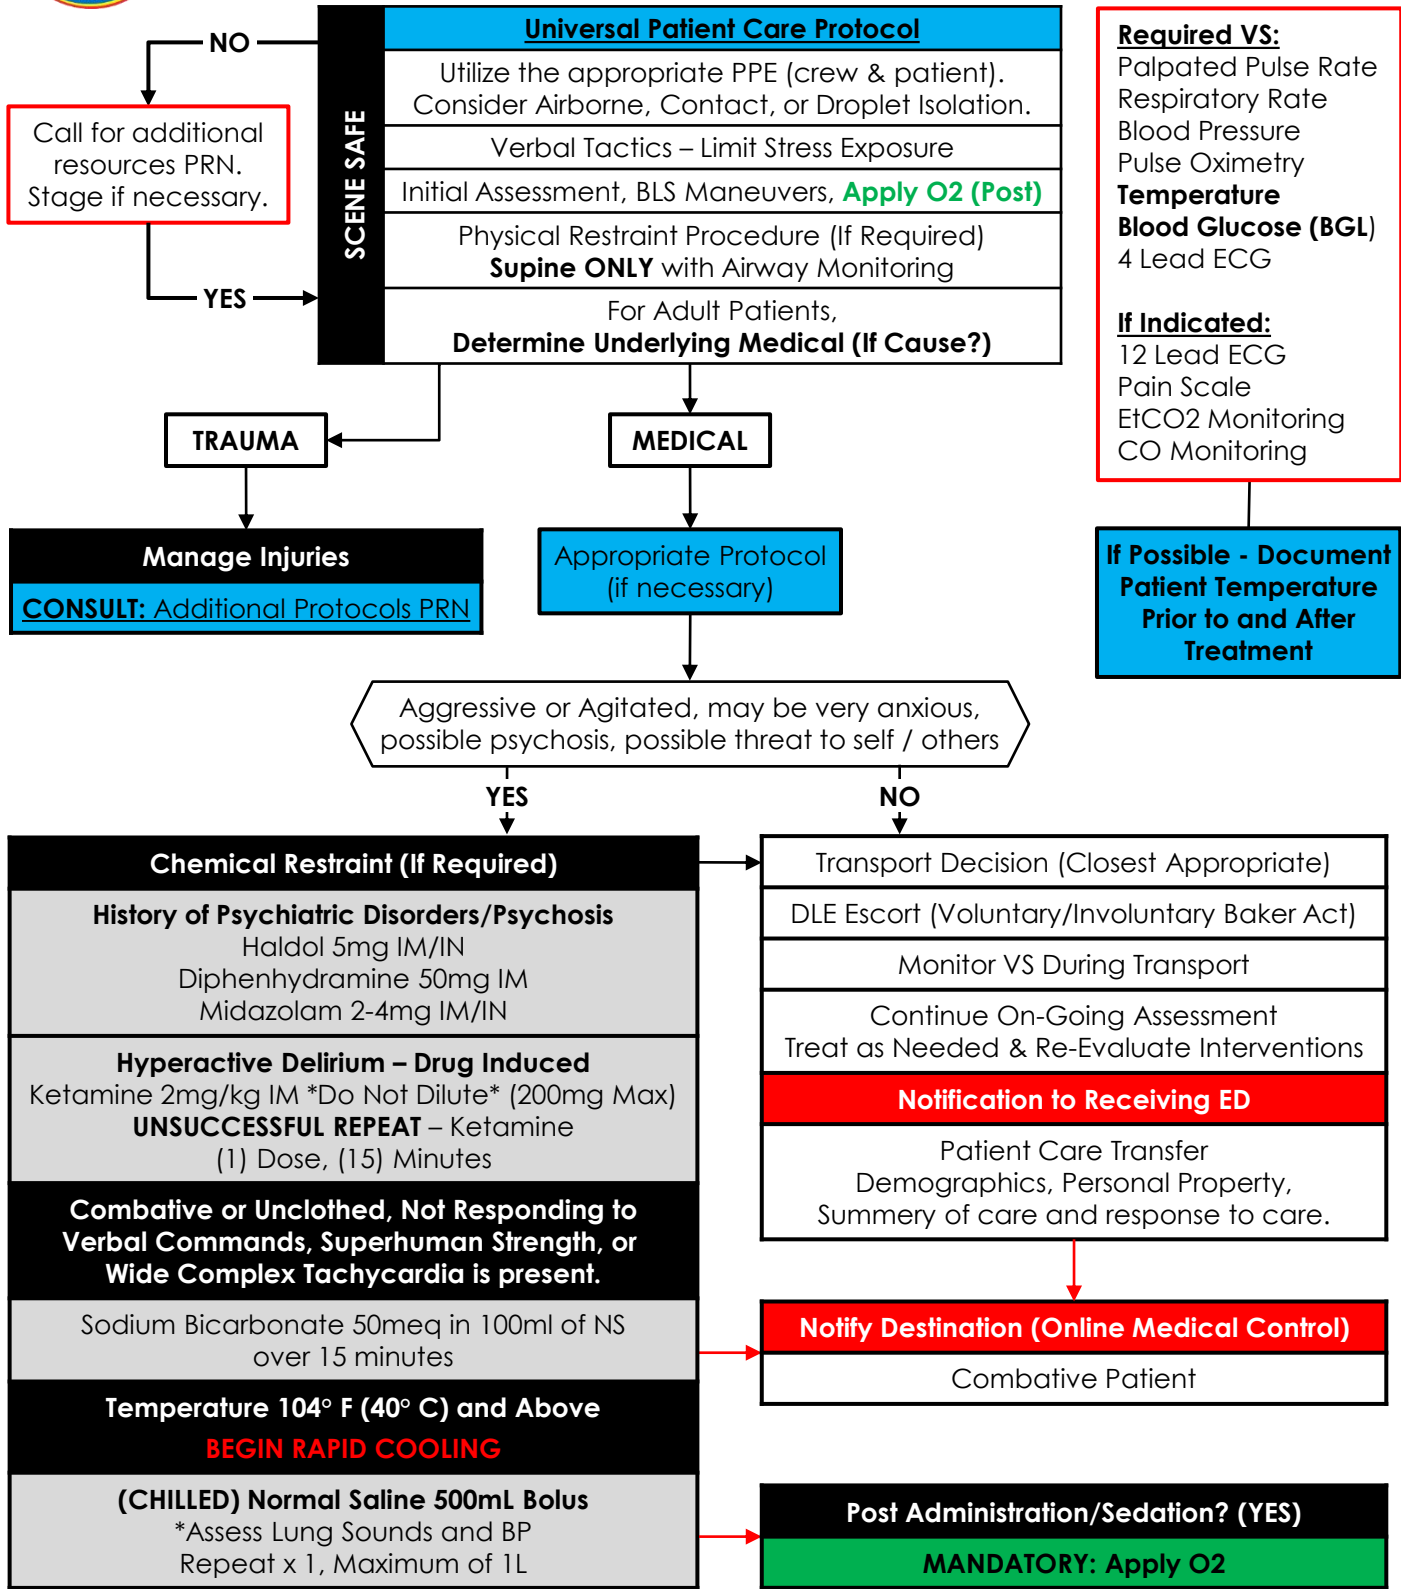 NO
Call for additional
resources PRN.
Stage if necessary.
YES
SCENE SAFE
Universal Patient Care Protocol
Utilize the appropriate PPE (crew & patient).
Consider Airborne, Contact, or Droplet Isolation.
Verbal Tactics – Limit Stress Exposure
Initial Assessment, BLS Maneuvers, Apply O2 (Post)
Physical Restraint Procedure (If Required)
Supine ONLY with Airway Monitoring
For Adult Patients,
Determine Underlying Medical (If Cause?)
Required VS:
Palpated Pulse Rate
Respiratory Rate
Blood Pressure
Pulse Oximetry
Temperature
Blood Glucose (BGL)
4 Lead ECG
If Indicated:
12 Lead ECG
Pain Scale
EtCO2 Monitoring
CO Monitoring
If Possible - Document
Patient Temperature
Prior to and After
Treatment
TRAUMA
MEDICAL
Manage Injuries
CONSULT: Additional Protocols PRN
Appropriate Protocol
(if necessary)
Aggressive or Agitated, may be very anxious,
possible psychosis, possible threat to self / others
YES
NO
Chemical Restraint (If Required)
History of Psychiatric Disorders/Psychosis
Haldol 5mg IM/IN
Diphenhydramine 50mg IM
Midazolam 2-4mg IM/IN
Hyperactive Delirium – Drug Induced
Ketamine 2mg/kg IM *Do Not Dilute* (200mg Max)
UNSUCCESSFUL REPEAT – Ketamine
(1) Dose, (15) Minutes
Combative or Unclothed, Not Responding to
Verbal Commands, Superhuman Strength, or
Wide Complex Tachycardia is present.
Sodium Bicarbonate 50meq in 100ml of NS
over 15 minutes
Temperature 104° F (40° C) and Above
BEGIN RAPID COOLING
(CHILLED) Normal Saline 500mL Bolus
*Assess Lung Sounds and BP
Repeat x 1, Maximum of 1L
Transport Decision (Closest Appropriate)
DLE Escort (Voluntary/Involuntary Baker Act)
Monitor VS During Transport
Continue On-Going Assessment
Treat as Needed & Re-Evaluate Interventions
Notification to Receiving ED
Patient Care Transfer
Demographics, Personal Property,
Summery of care and response to care.
Notify Destination (Online Medical Control)
Combative Patient
Post Administration/Sedation? (YES)
MANDATORY: Apply O2